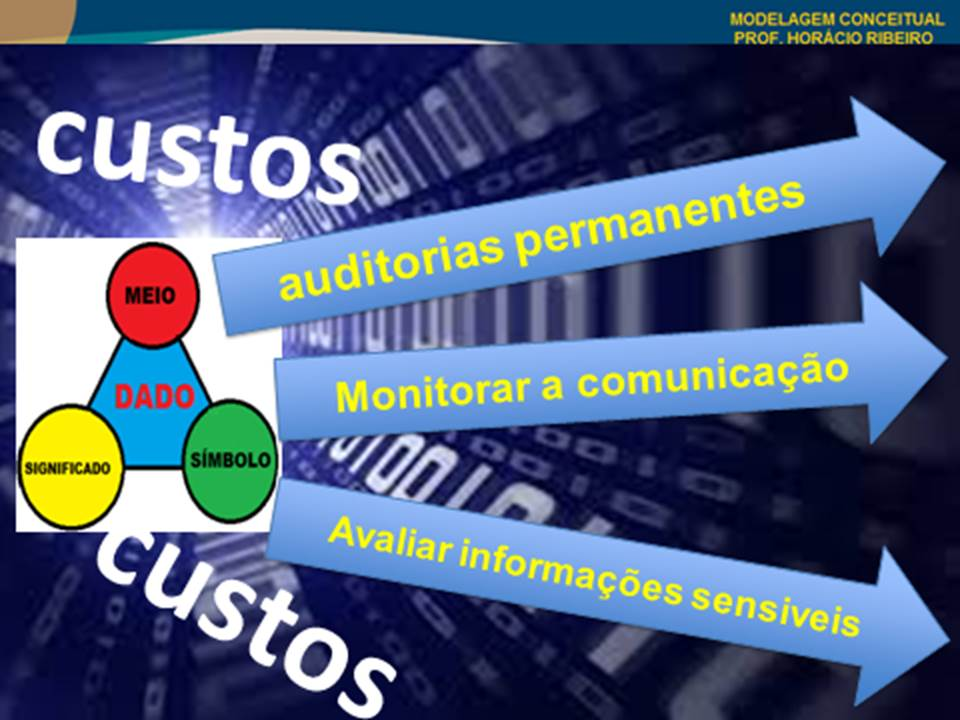 MODELAGEM CONCEITUAL
PROF. HORÁCIO RIBEIRO
custos
auditorias permanentes
MEIO
DADO
SIGNIFICADO
SÍMBOLO
Monitorar a comunicação
Avaliar informações sensiveis
custos